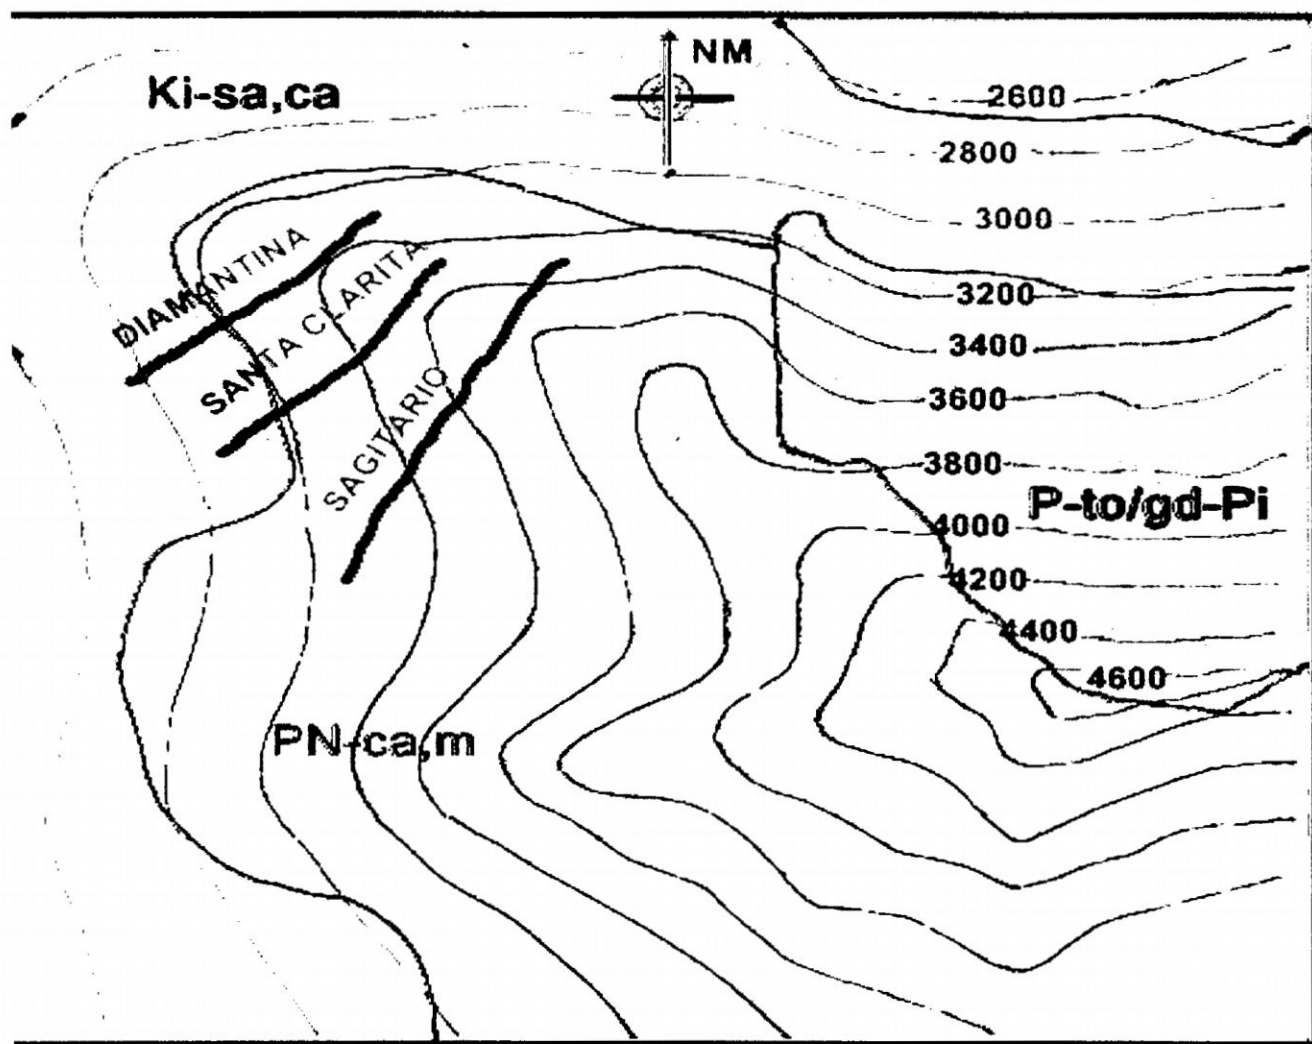 NM
Ki-sa,ca
2600
2800
3000
DIAMANTINA
SANTA CLARITA
3200
3400
SAGITARIO
3600
3800
P-to/gd-Pi
4000
4200
4400
4600
PN-ca,m